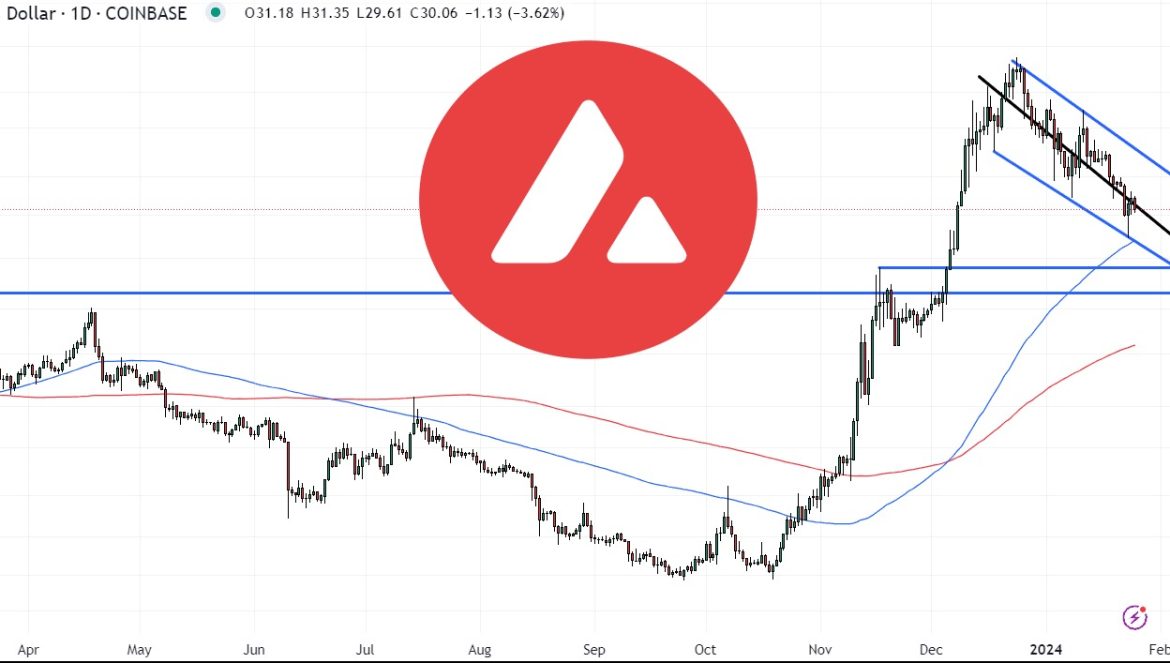 Dollar · 1D · COINBASE O31.18 H31.35 L29.61 C30.06 −1.13 (−3.62%)
Apr May Jun Jul Aug Sep Oct Nov Dec 2024 Feb